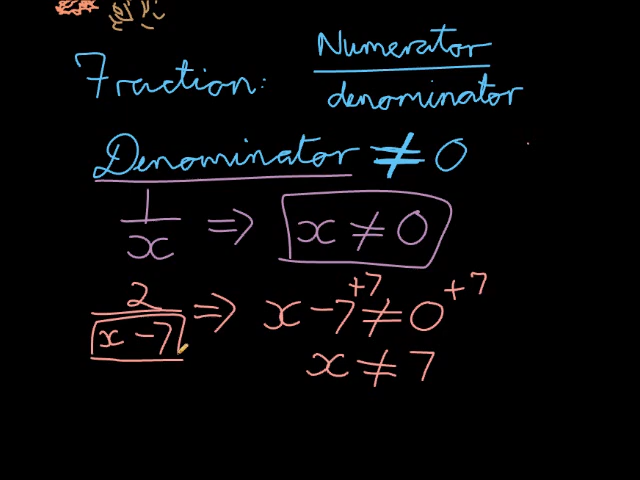 Fraction: Numerator / denominator
Denominator ≠ 0
1/x ⇒ x ≠ 0
2/(x - 7) ⇒ x - 7 +7 ≠ 0 +7
x ≠ 7